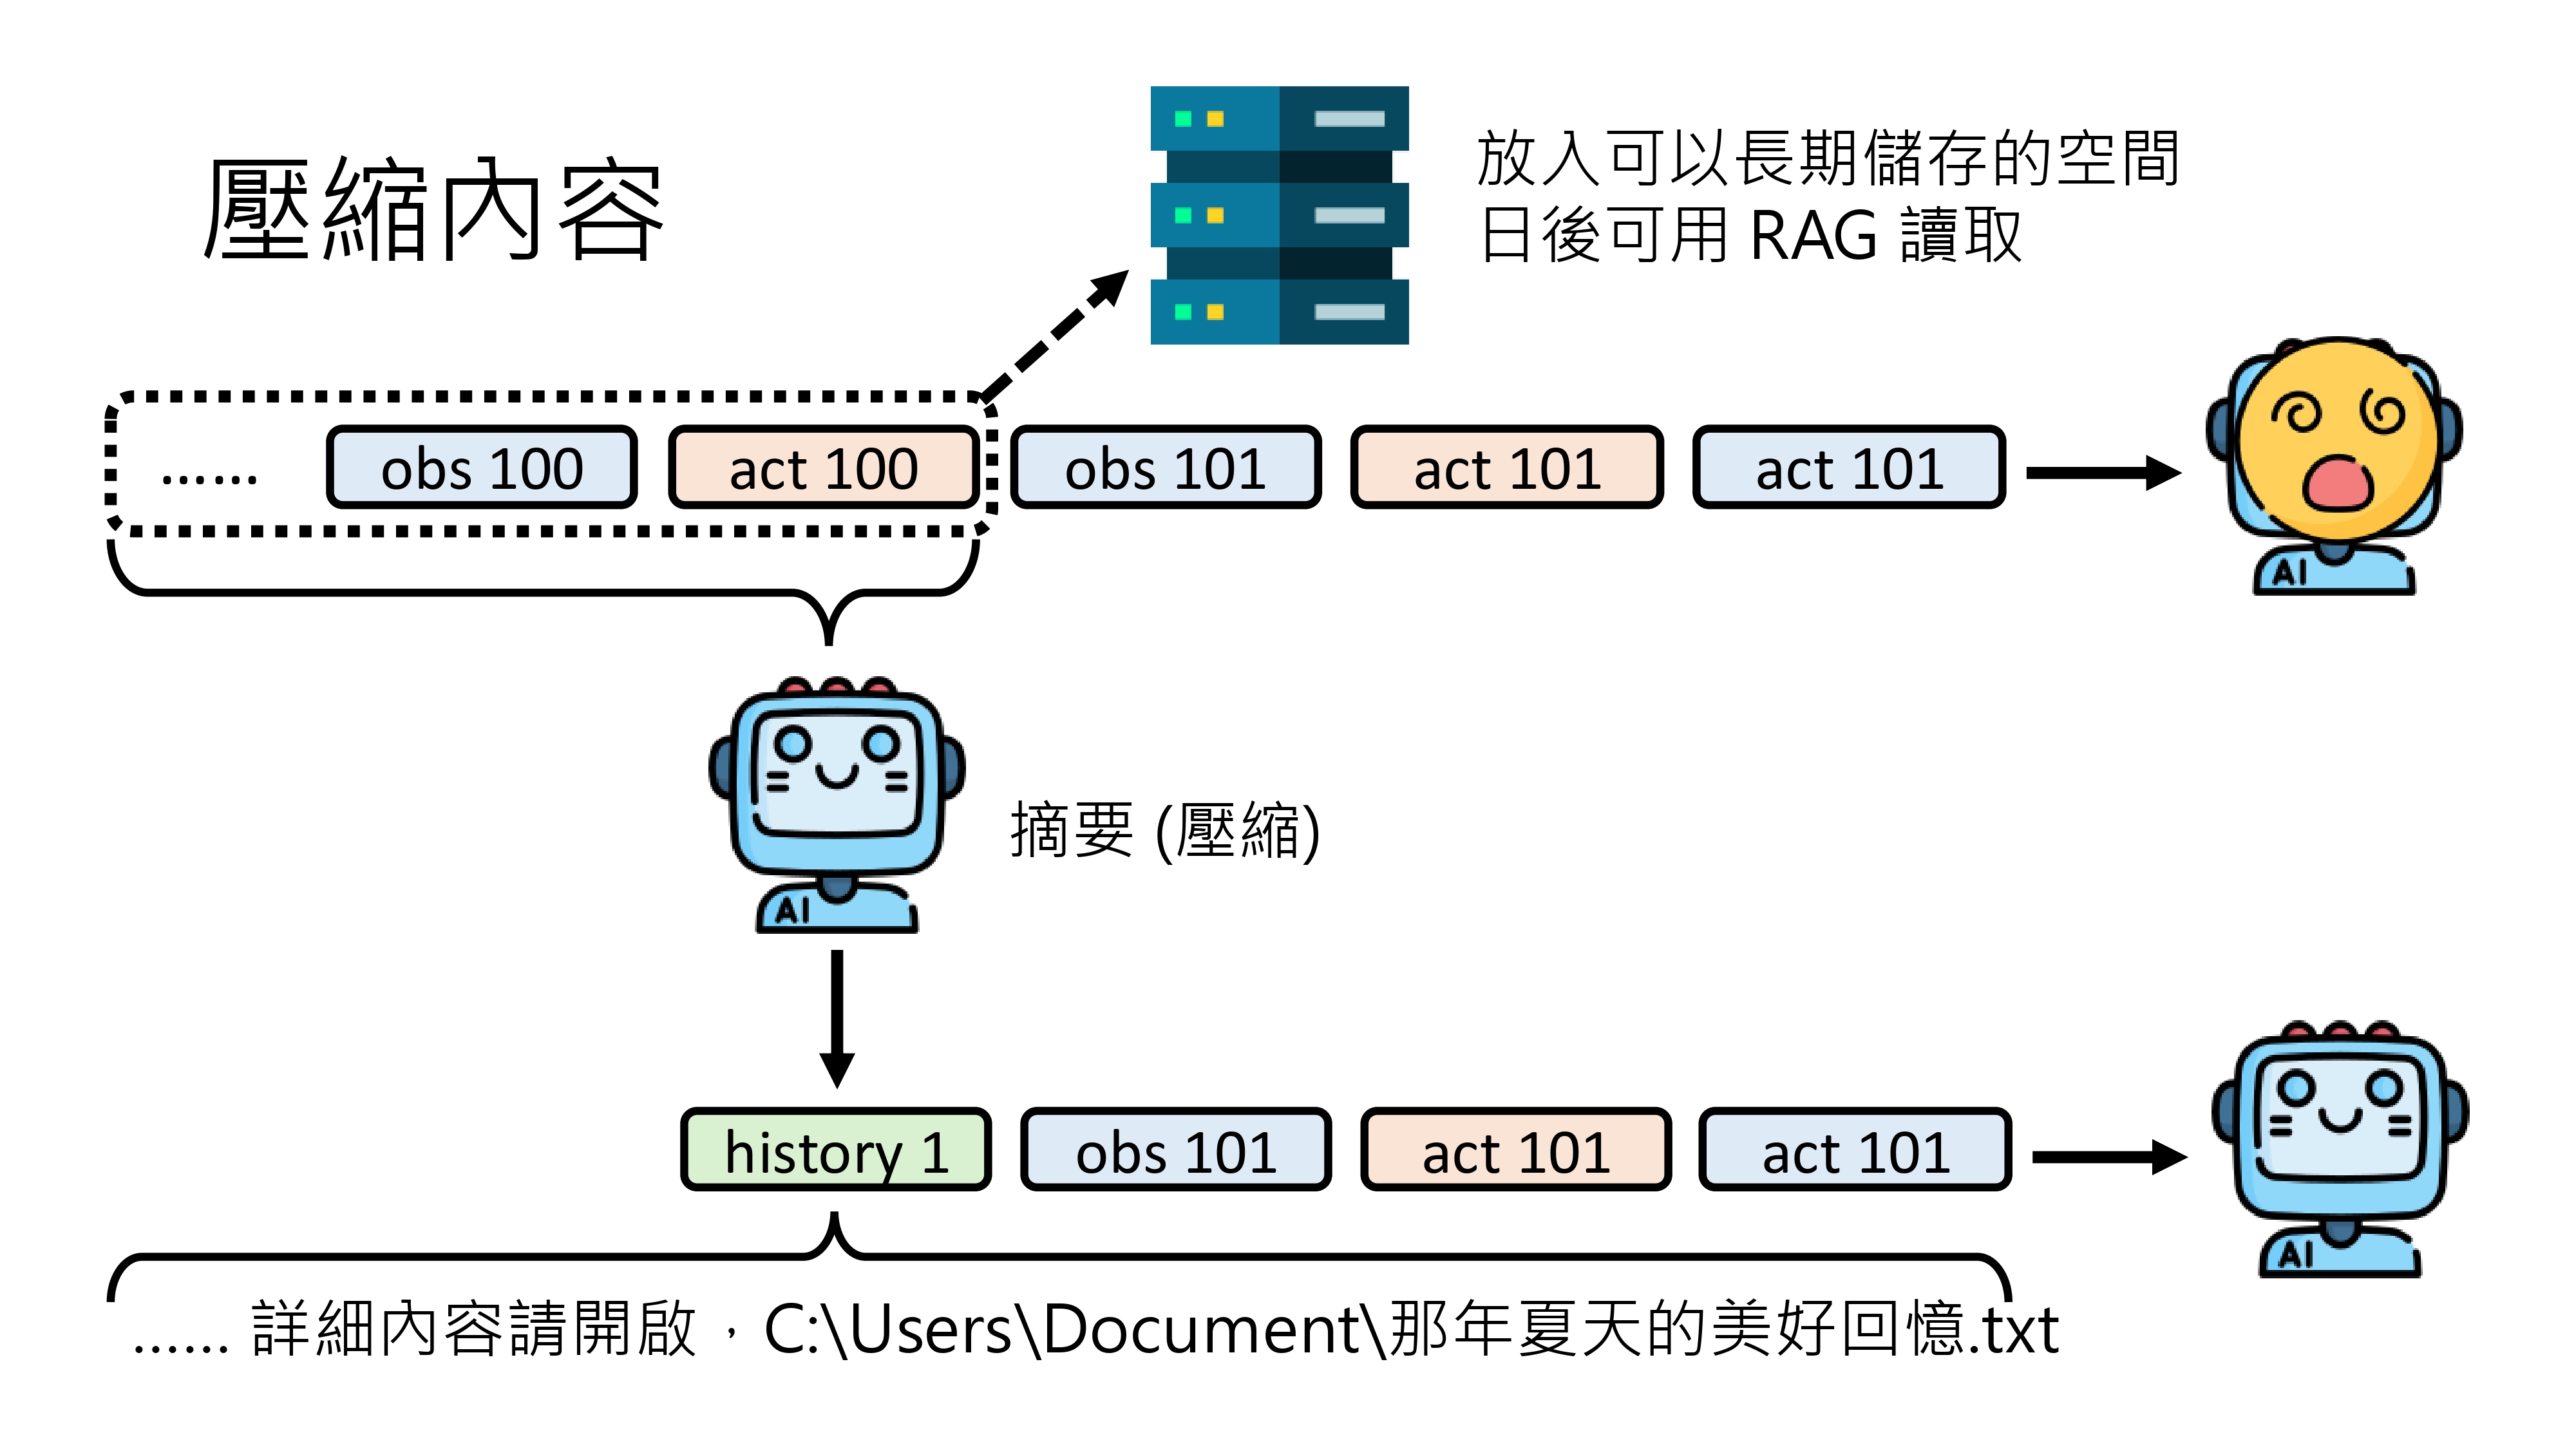 壓縮內容
放入可以長期儲存的空間
日後可用 RAG 讀取
…… obs 100 act 100 obs 101 act 101 act 101
AI
摘要 (壓縮)
AI
history 1 obs 101 act 101 act 101
AI
…… 詳細內容請開啟，C:\Users\Document\那年夏天的美好回憶.txt